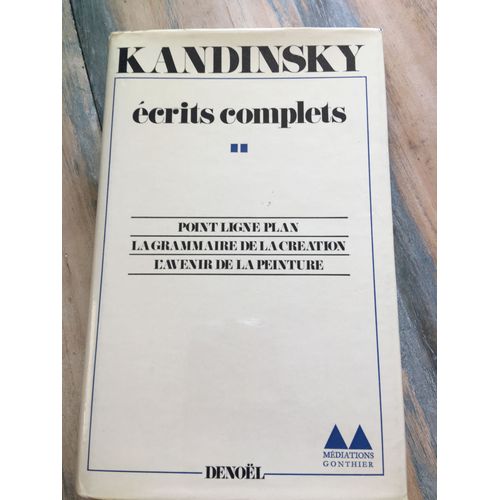 KANDINSKY
écrits complets
POINT LIGNE PLAN
LA GRAMMAIRE DE LA CREATION
L'AVENIR DE LA PEINTURE
MÉDIATIONS
GONTHIER
DENOËL